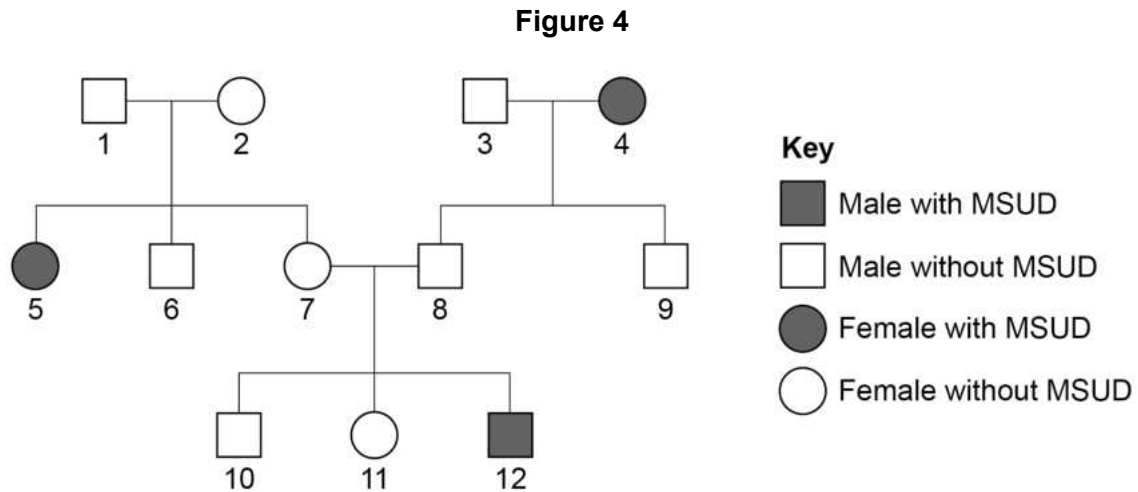 Figure 4
1 2 3 4
Key
Male with MSUD
Male without MSUD
5 6 7 8 9
Female with MSUD
Female without MSUD
10 11 12